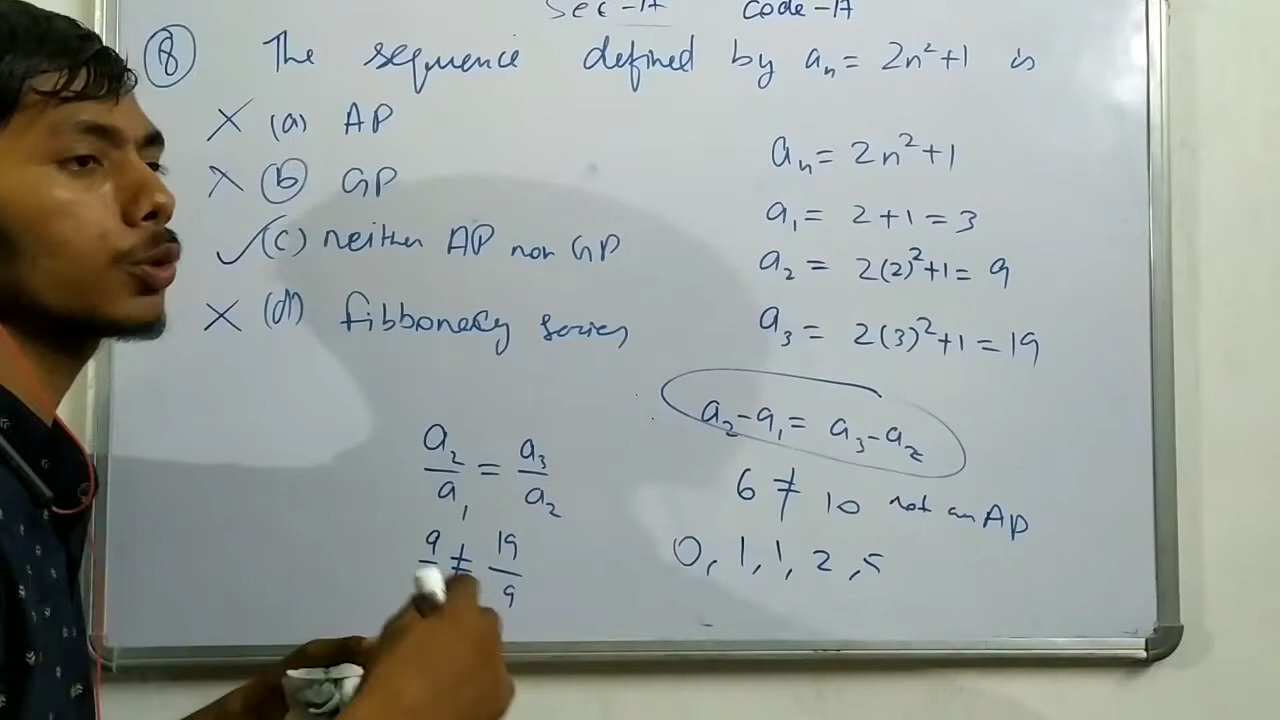 Sec-17 Code-17
8 The sequence defined by aₙ = 2n²+1 is
X (a) AP
X (b) GP
✓ (c) neither AP nor GP
X (d) fibbonacy series
aₙ = 2n²+1
a₁ = 2+1 = 3
a₂ = 2(2)²+1 = 9
a₃ = 2(3)²+1 = 19
a₂-a₁ = a₃-a₂
6 ≠ 10 not an AP
0, 1, 1, 2, 5
a₂/a₁ = a₃/a₂
9/ ≠ 19/9